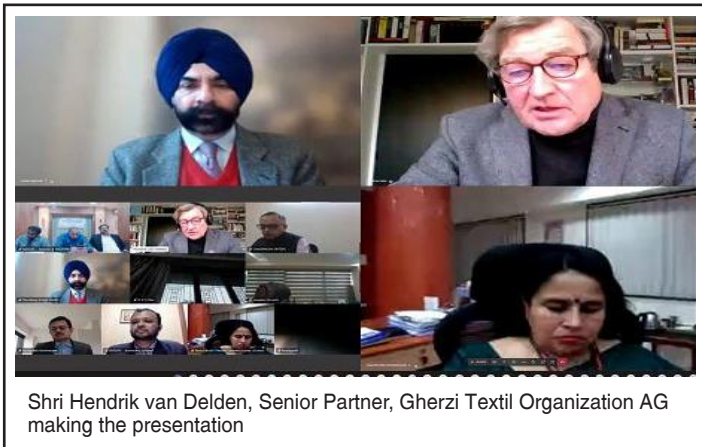 Shri Hendrik van Delden, Senior Partner, Gherzi Textil Organization AG
making the presentation